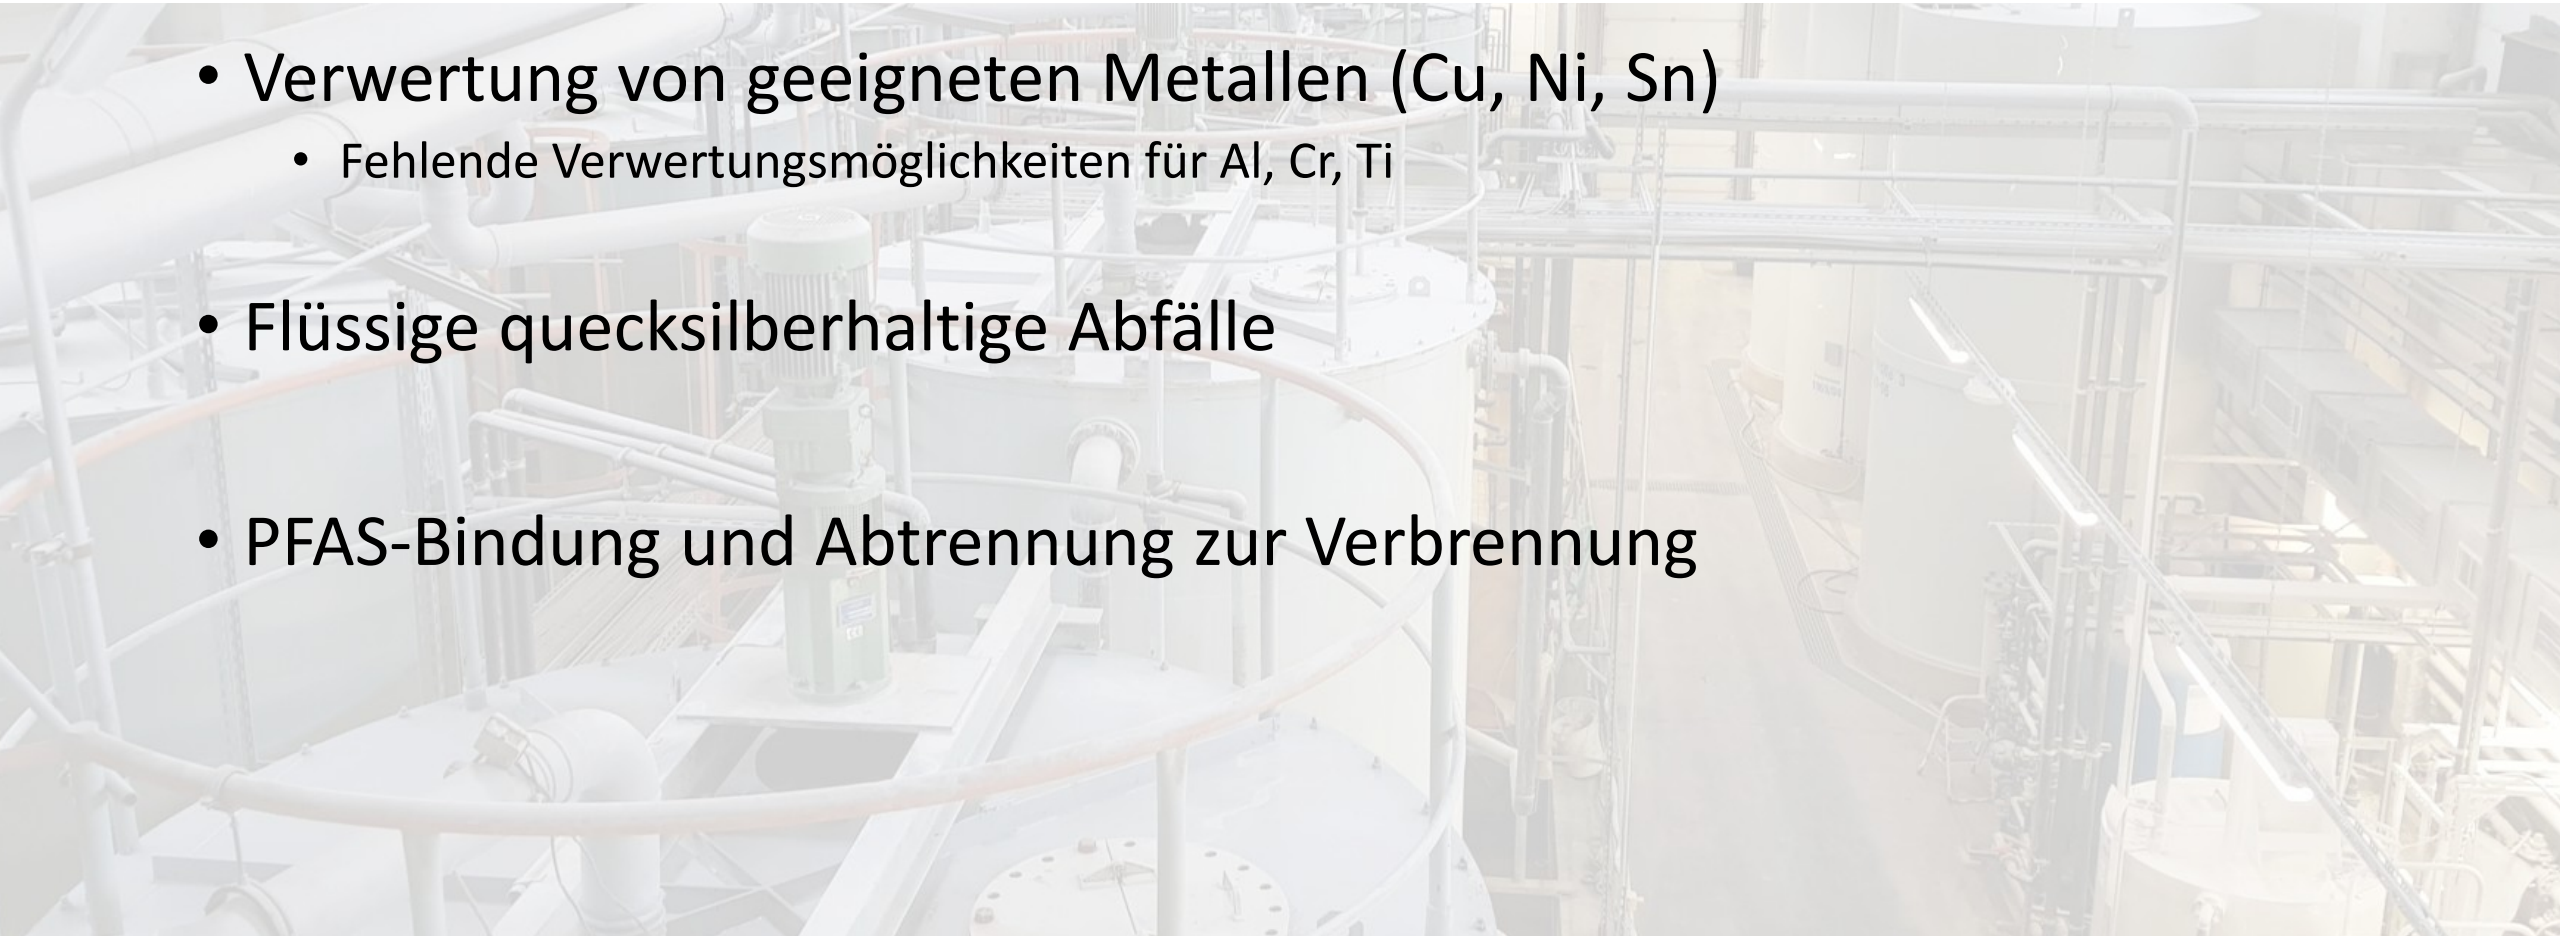 • Verwertung von geeigneten Metallen (Cu, Ni, Sn)
• Fehlende Verwertungsmöglichkeiten für Al, Cr, Ti
• Flüssige quecksilberhaltige Abfälle
• PFAS-Bindung und Abtrennung zur Verbrennung